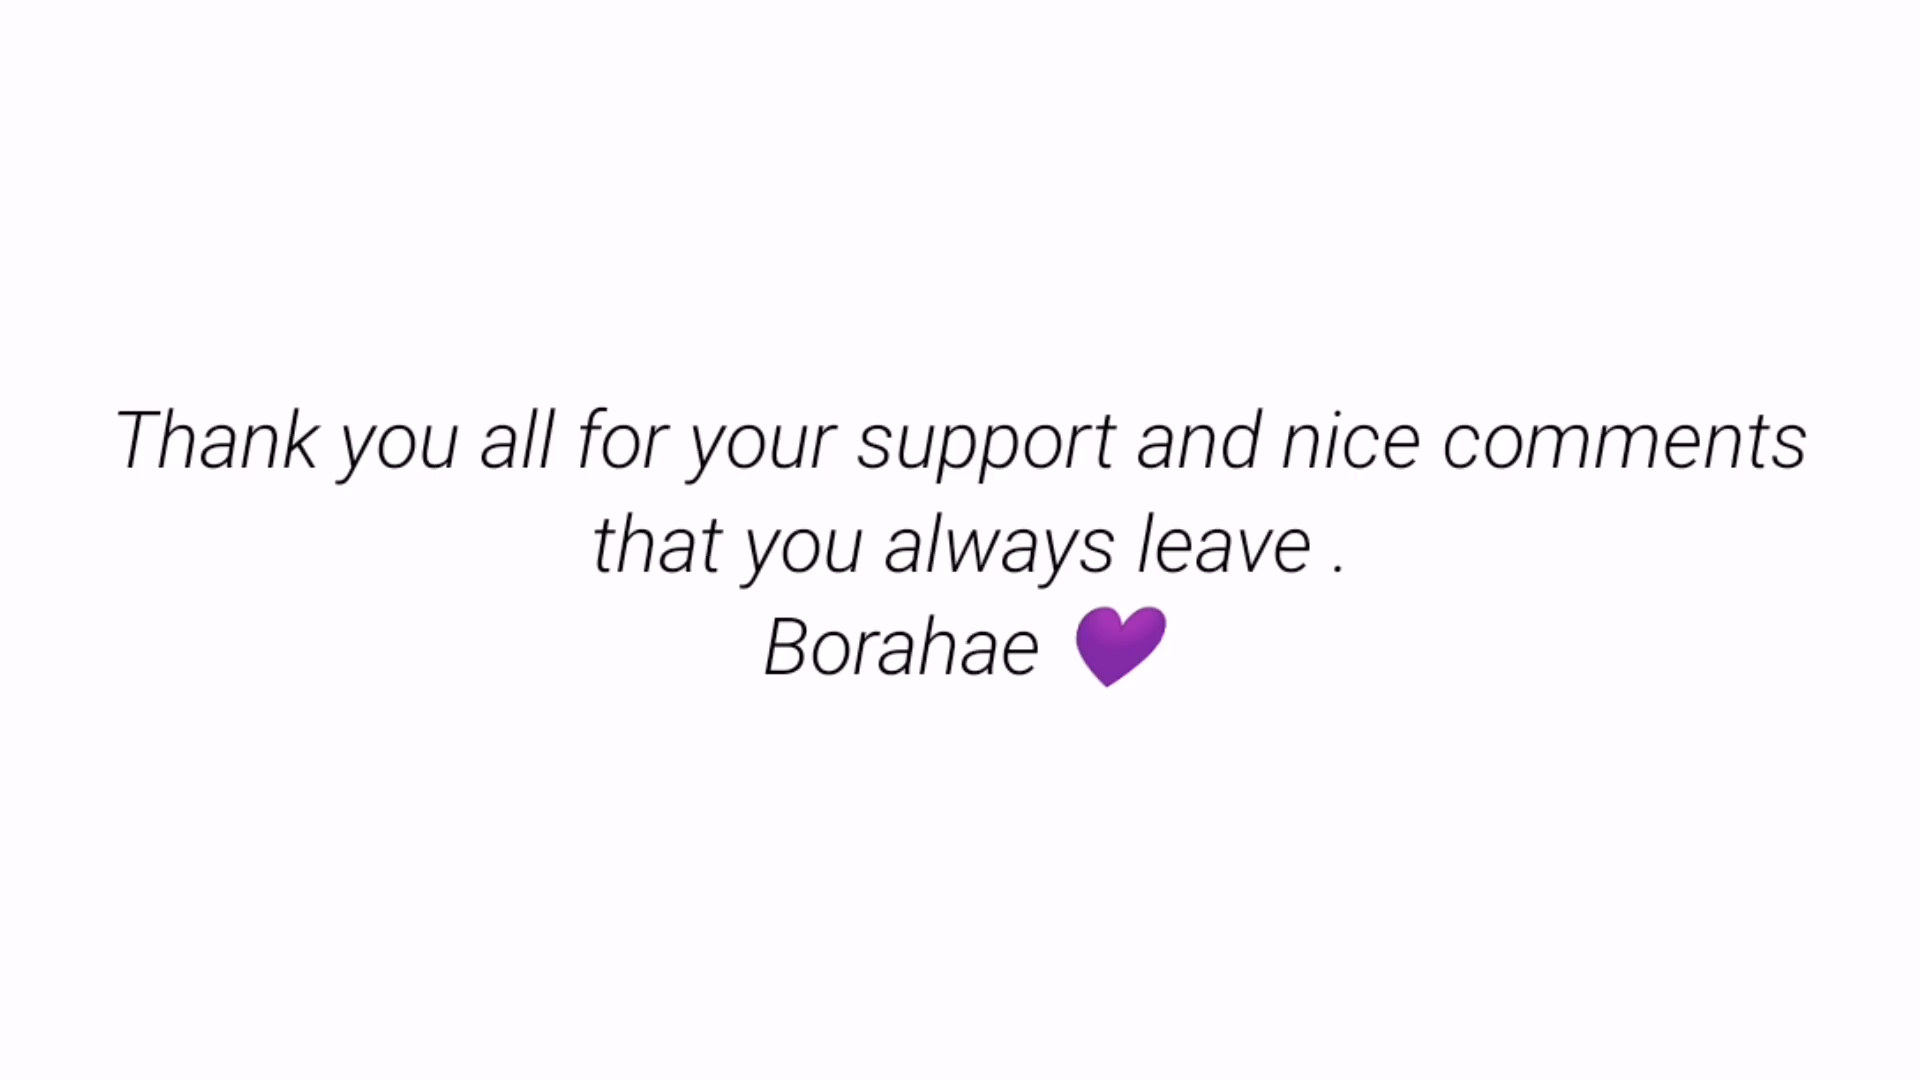 Thank you all for your support and nice comments
that you always leave .
Borahae 💜